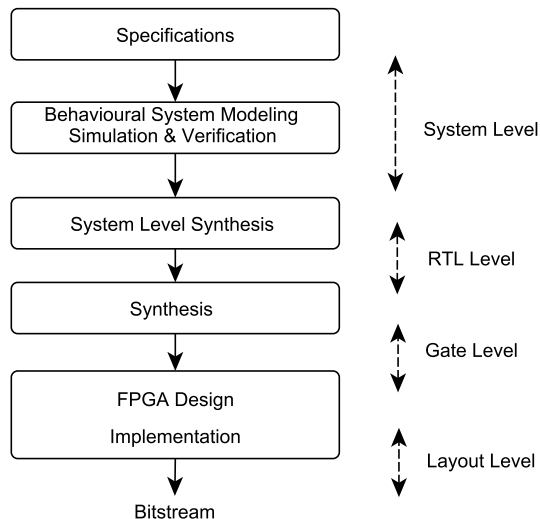 Specifications
Behavioural System Modeling
Simulation & Verification
System Level
System Level Synthesis
RTL Level
Synthesis
Gate Level
FPGA Design
Implementation
Layout Level
Bitstream